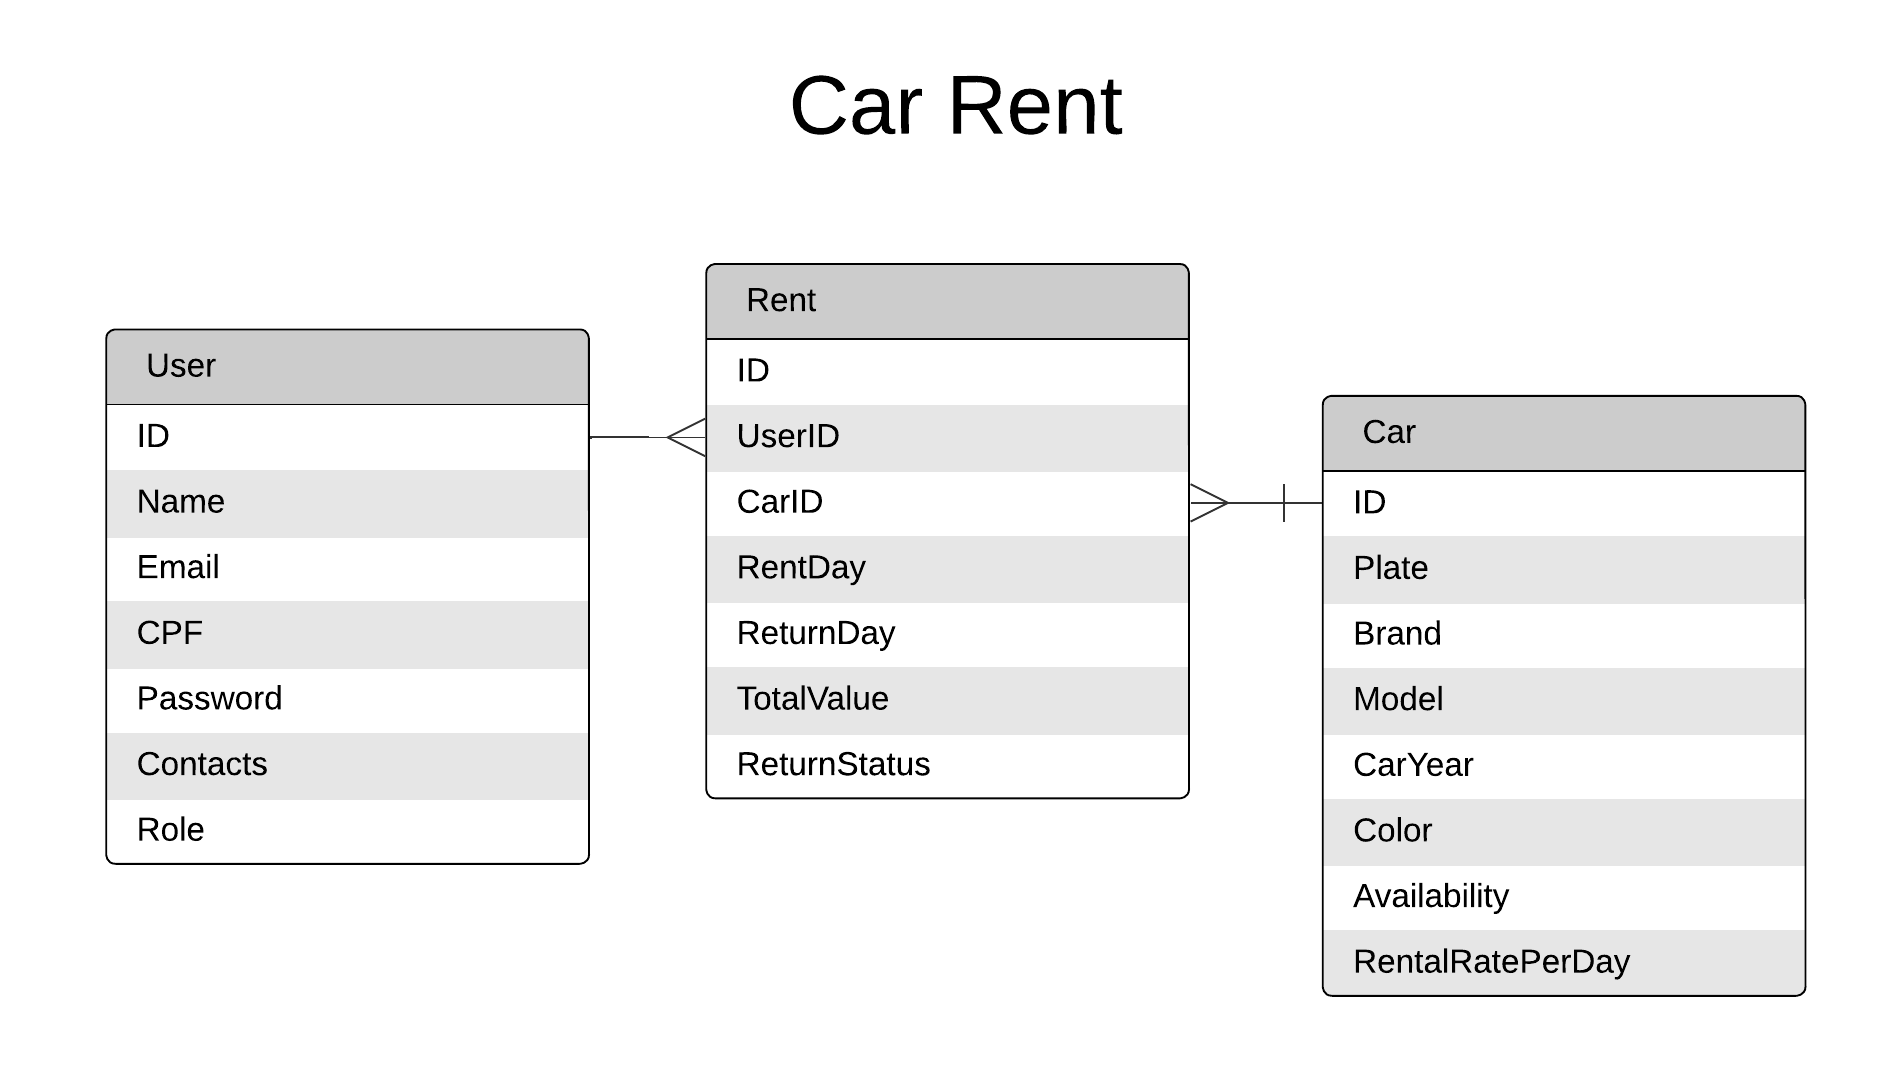 Car Rent
User
ID
Name
Email
CPF
Password
Contacts
Role
Rent
ID
UserID
CarID
RentDay
ReturnDay
TotalValue
ReturnStatus
Car
ID
Plate
Brand
Model
CarYear
Color
Availability
RentalRatePerDay